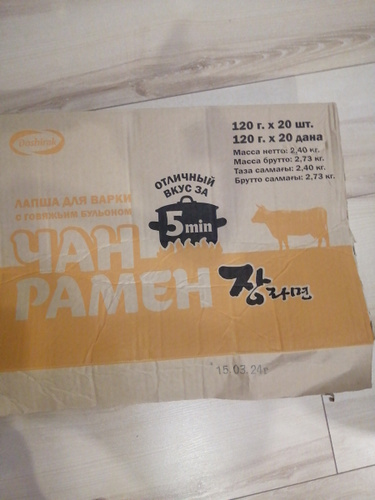 120 г. х 20 шт.
120 г. х 20 дана
Масса нетто: 2,40 кг.
Масса брутто: 2,73 кг.
Таза салмағы: 2,40 кг.
Брутто салмағы: 2,73 кг.
ОТЛИЧНЫЙ
ВКУС ЗА
5 min
ЛАПША ДЛЯ ВАРКИ
С ГОВЯЖЬИМ БУЛЬОНОМ
ЧАН
РАМЕН
장라면
15.03.24г